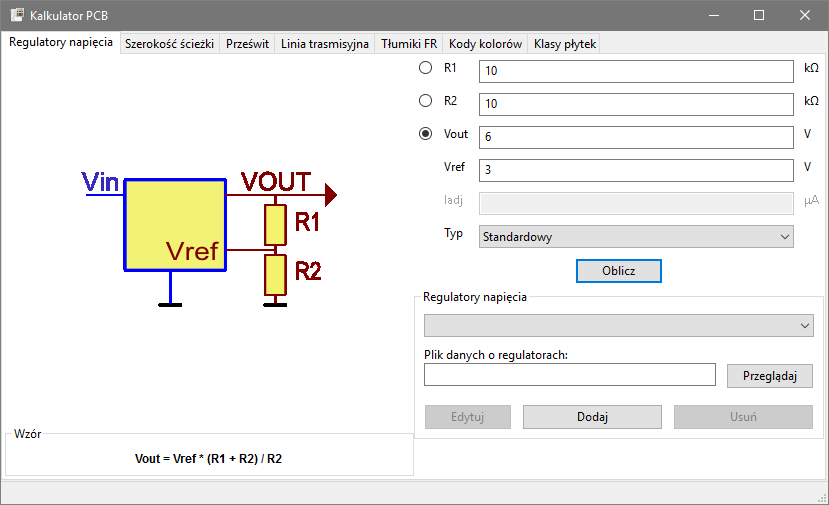 Kalkulator PCB
Regulatory napięcia Szerokość ścieżki Prześwit Linia trasmisyjna Tłumiki FR Kody kolorów Klasy płytek
R1 10 kΩ
R2 10 kΩ
Vout 6 V
Vref 3 V
Iadj µA
Typ Standardowy
Oblicz
Vin VOUT
R1
Vref
R2
Regulatory napięcia
Plik danych o regulatorach:
Przeglądaj
Edytuj Dodaj Usuń
Wzór
Vout = Vref * (R1 + R2) / R2